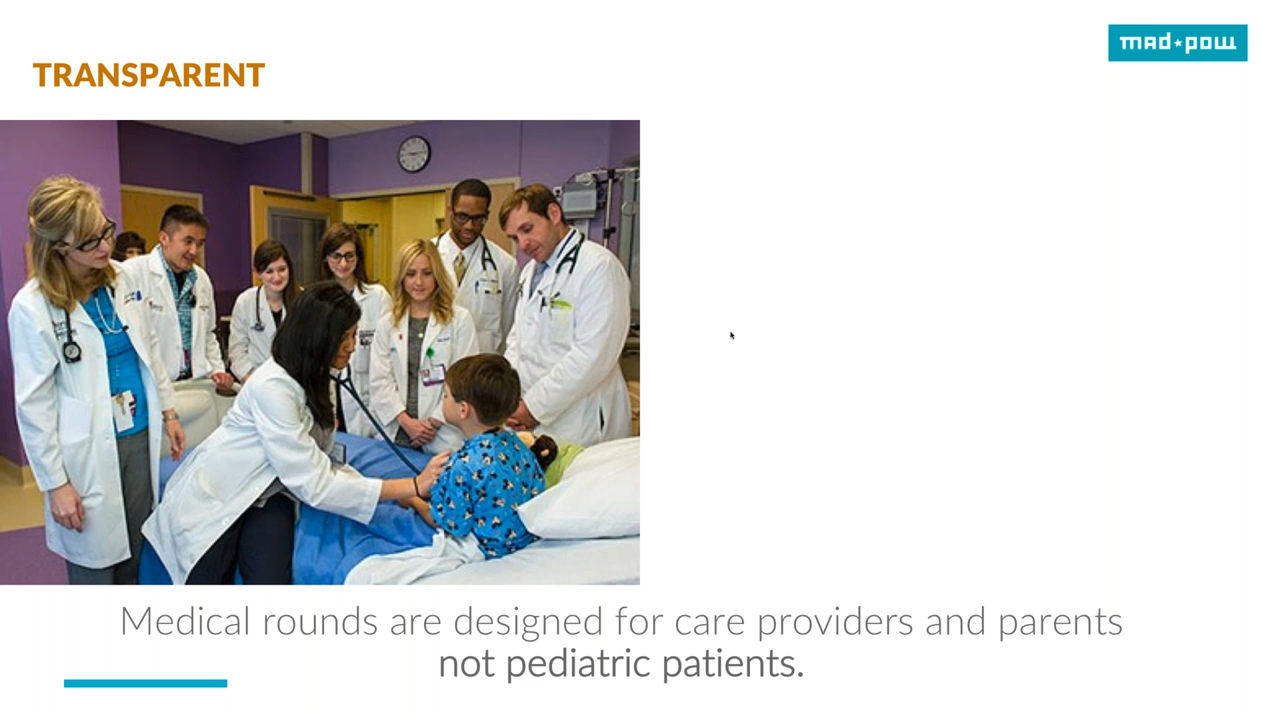 mad★pow
TRANSPARENT
Medical rounds are designed for care providers and parents
not pediatric patients.